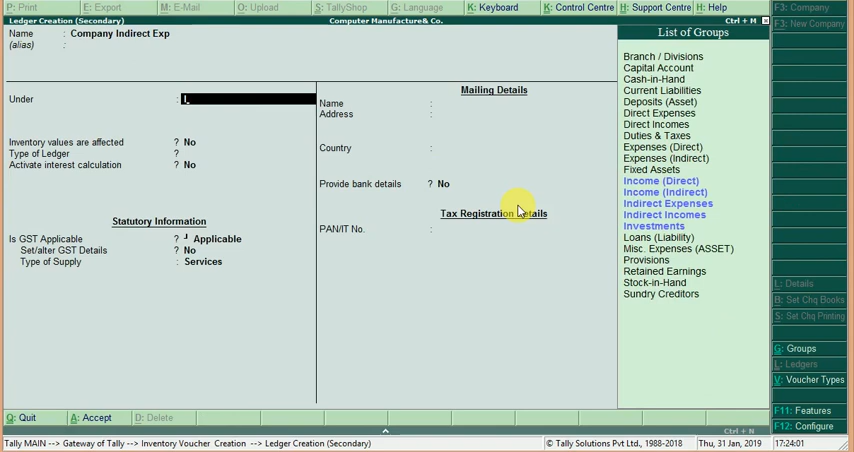 P: Print E: Export M: E-Mail O: Upload S: TallyShop G: Language K: Keyboard K: Control Centre H: Support Centre H: Help F3: Company
Ledger Creation (Secondary) Computer Manufacture& Co. Ctrl + M x F3: New Company
Name : Company Indirect Exp
(alias) :
Under : I
Inventory values are affected ? No
Type of Ledger ?
Activate interest calculation ? No
Statutory Information
Is GST Applicable ? ┘ Applicable
Set/alter GST Details ? No
Type of Supply : Services
Mailing Details
Name :
Address :
Country :
Provide bank details ? No
Tax Registration Details
PAN/IT No. :
List of Groups
Branch / Divisions
Capital Account
Cash-in-Hand
Current Liabilities
Deposits (Asset)
Direct Expenses
Direct Incomes
Duties & Taxes
Expenses (Direct)
Expenses (Indirect)
Fixed Assets
Income (Direct)
Income (Indirect)
Indirect Expenses
Indirect Incomes
Investments
Loans (Liability)
Misc. Expenses (ASSET)
Provisions
Retained Earnings
Stock-in-Hand
Sundry Creditors
L: Details
B: Set Chq Books
S: Set Chq Printing
G: Groups
L: Ledgers
V: Voucher Types
F11: Features
F12: Configure
Q: Quit A: Accept D: Delete
Ctrl + N
Tally MAIN --> Gateway of Tally --> Inventory Voucher Creation --> Ledger Creation (Secondary) © Tally Solutions Pvt Ltd., 1988-2018 Thu, 31 Jan, 2019 17:24:01